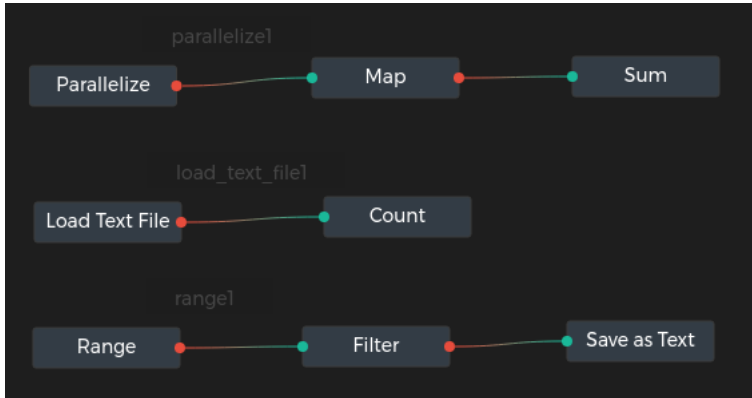 parallelize1
Parallelize
Map
Sum
load_text_file1
Load Text File
Count
range1
Range
Filter
Save as Text